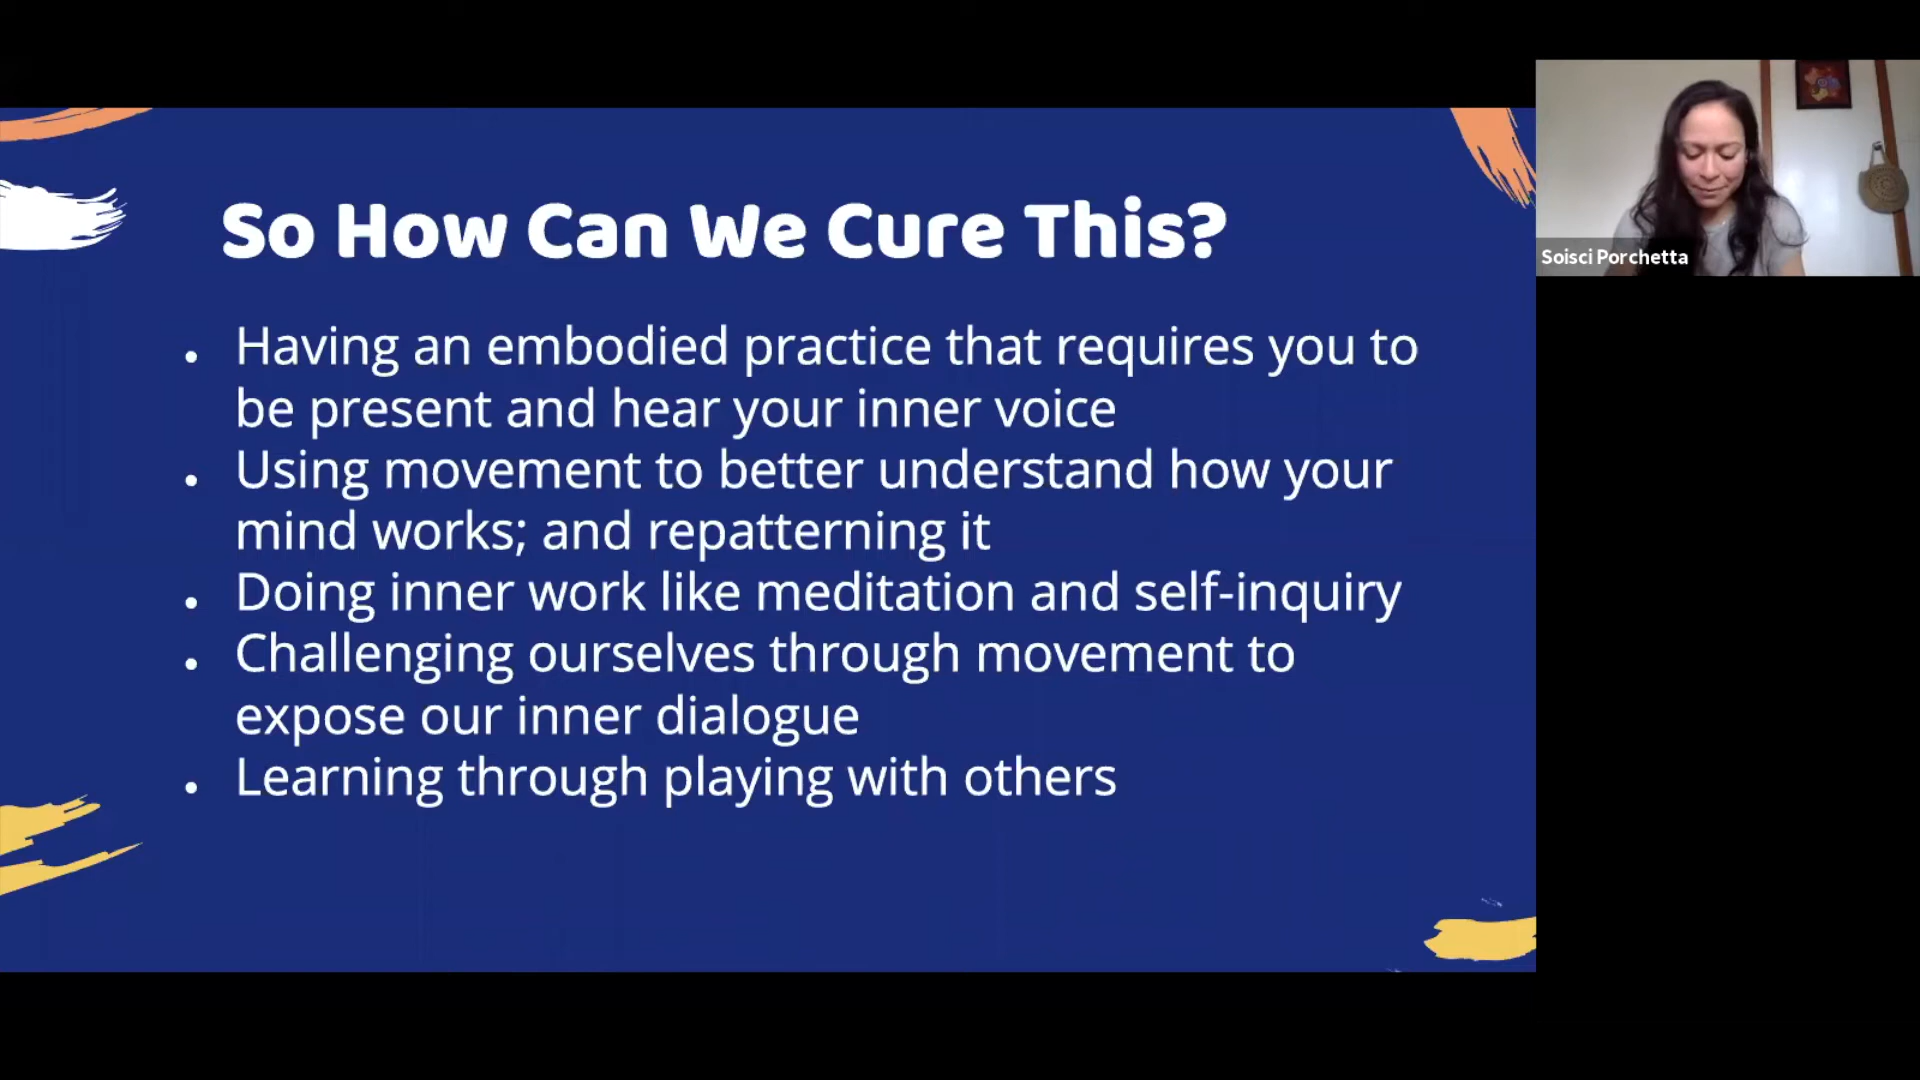 So How Can We Cure This?
• Having an embodied practice that requires you to
be present and hear your inner voice
• Using movement to better understand how your
mind works; and repatterning it
• Doing inner work like meditation and self-inquiry
• Challenging ourselves through movement to
expose our inner dialogue
• Learning through playing with others
Soisci Porchetta